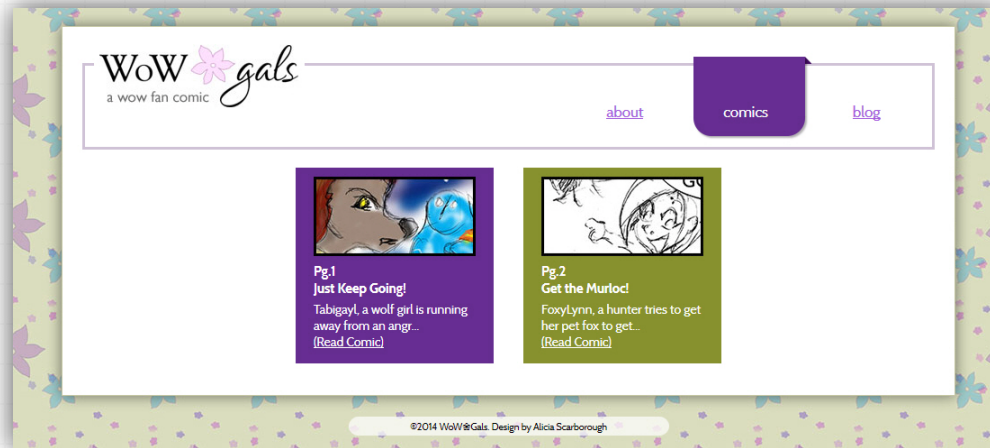 WoW gals
a wow fan comic
about
comics
blog
Pg.1
Just Keep Going!
Tabigayl, a wolf girl is running
away from an angr...
(Read Comic)
GO
Pg.2
Get the Murloc!
FoxyLynn, a hunter tries to get
her pet fox to get...
(Read Comic)
©2014 WoW❀Gals. Design by Alicia Scarborough